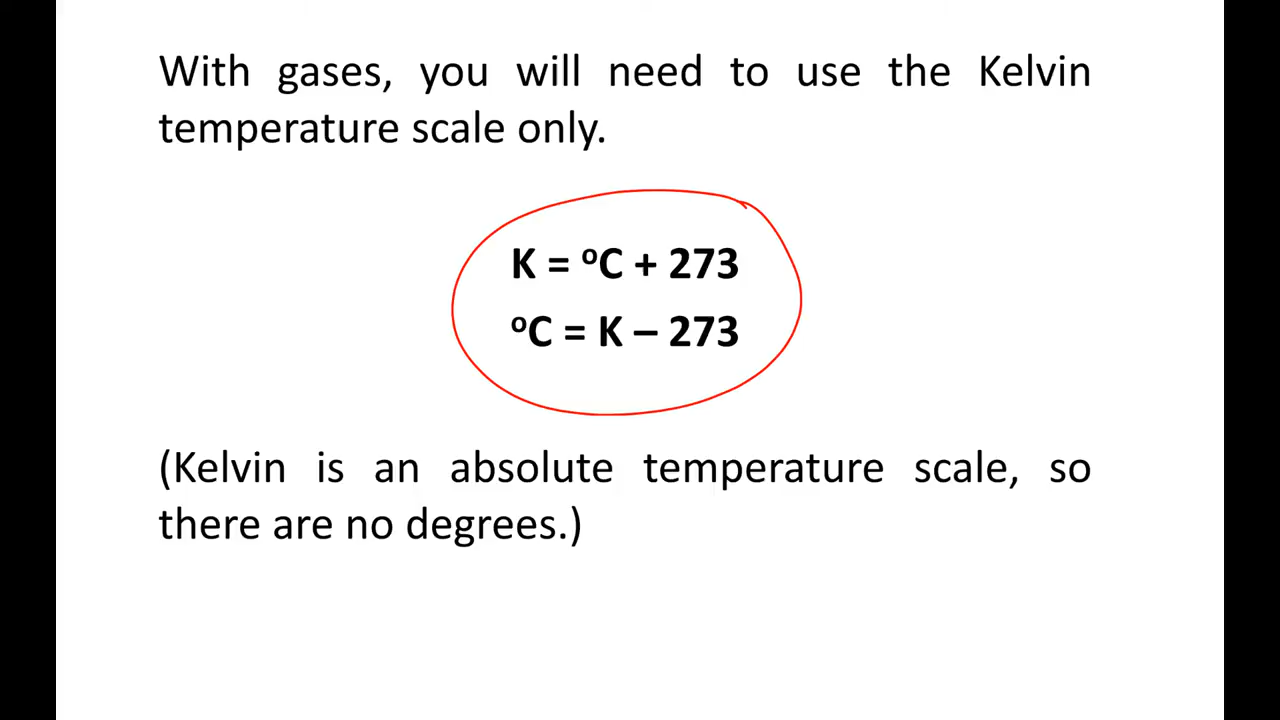 With gases, you will need to use the Kelvin
temperature scale only.
K = ºC + 273
ºC = K – 273
(Kelvin is an absolute temperature scale, so
there are no degrees.)